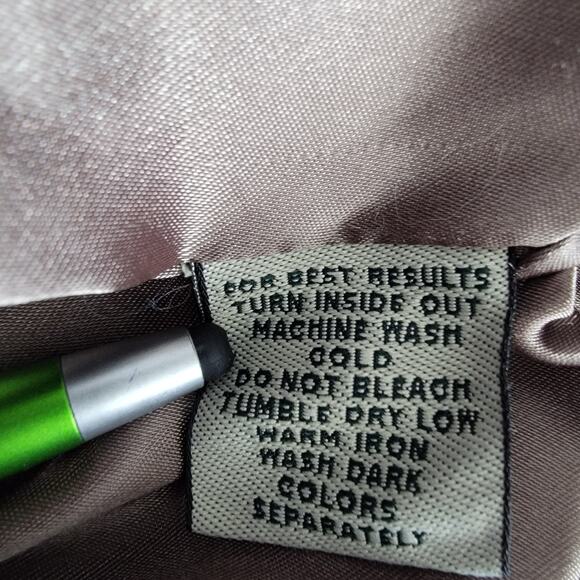 FOR BEST RESULTS
TURN INSIDE OUT
MACHINE WASH
COLD
DO NOT BLEACH
TUMBLE DRY LOW
WARM IRON
WASH DARK
COLORS
SEPARATELY